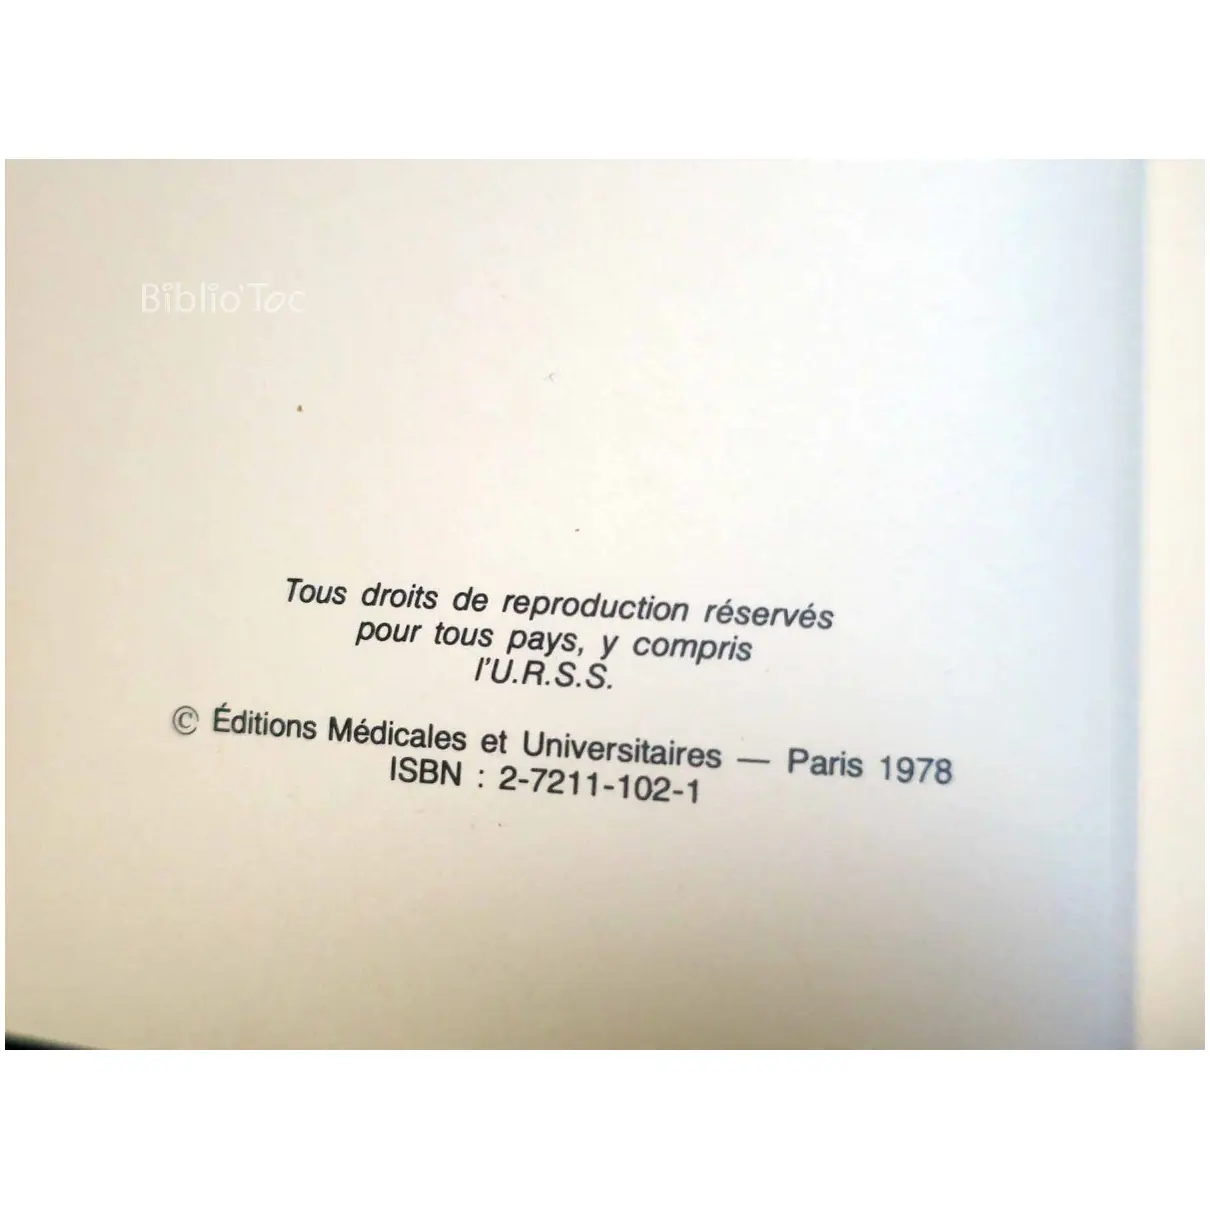 Biblio'Toc
Tous droits de reproduction réservés
pour tous pays, y compris
l'U.R.S.S.
© Éditions Médicales et Universitaires — Paris 1978
ISBN : 2-7211-102-1